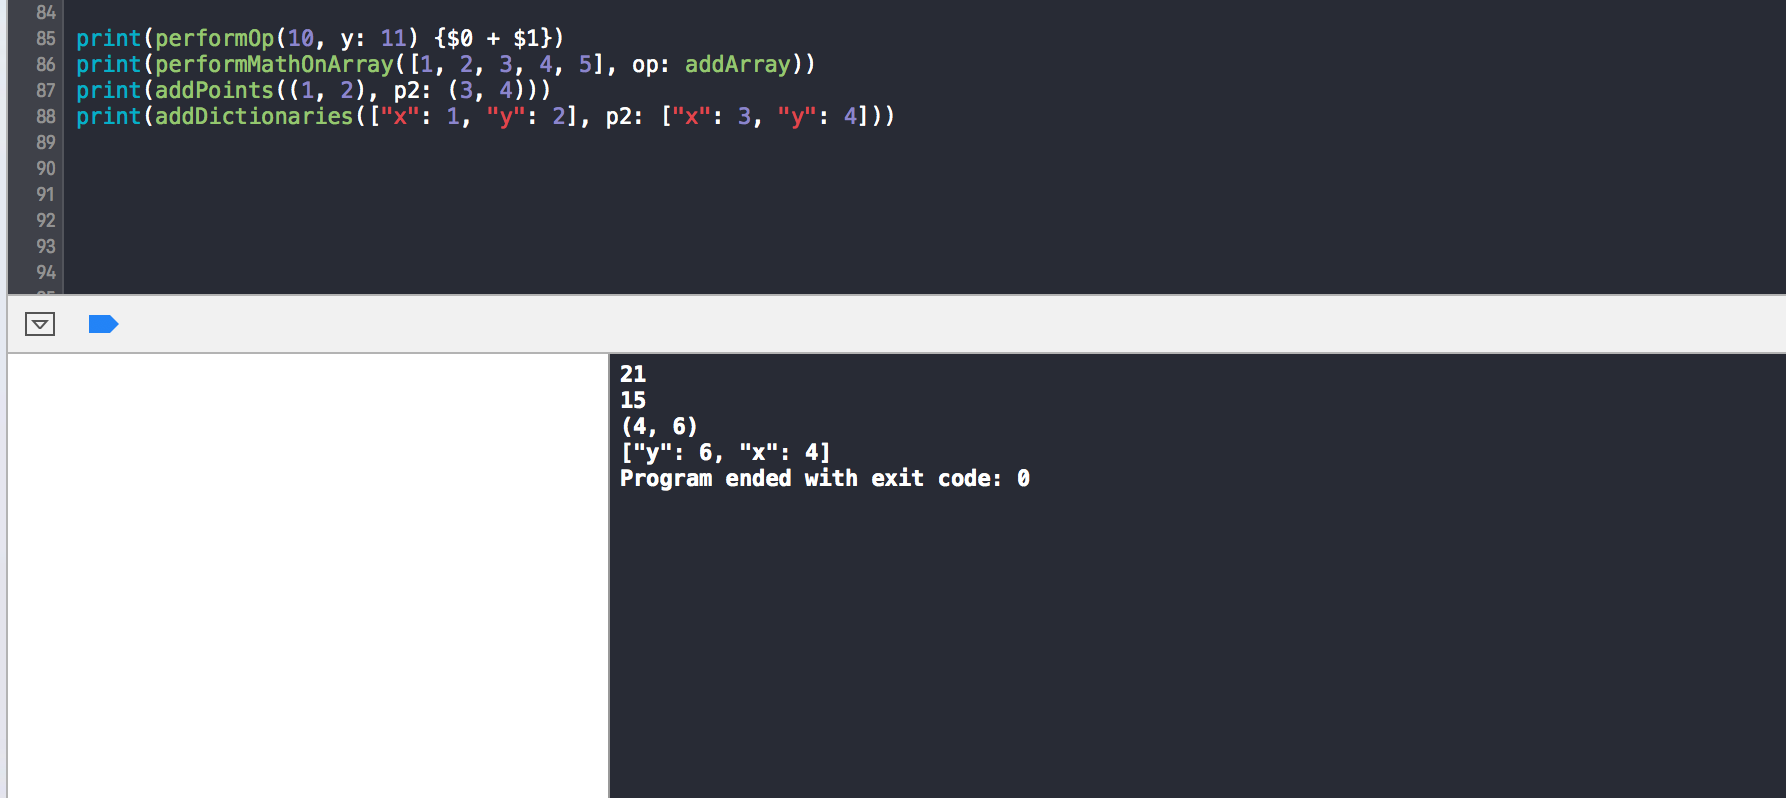 84
85 print(performOp(10, y: 11) {$0 + $1})
86 print(performMathOnArray([1, 2, 3, 4, 5], op: addArray))
87 print(addPoints((1, 2), p2: (3, 4)))
88 print(addDictionaries(["x": 1, "y": 2], p2: ["x": 3, "y": 4]))
89
90
91
92
93
94
21
15
(4, 6)
["y": 6, "x": 4]
Program ended with exit code: 0